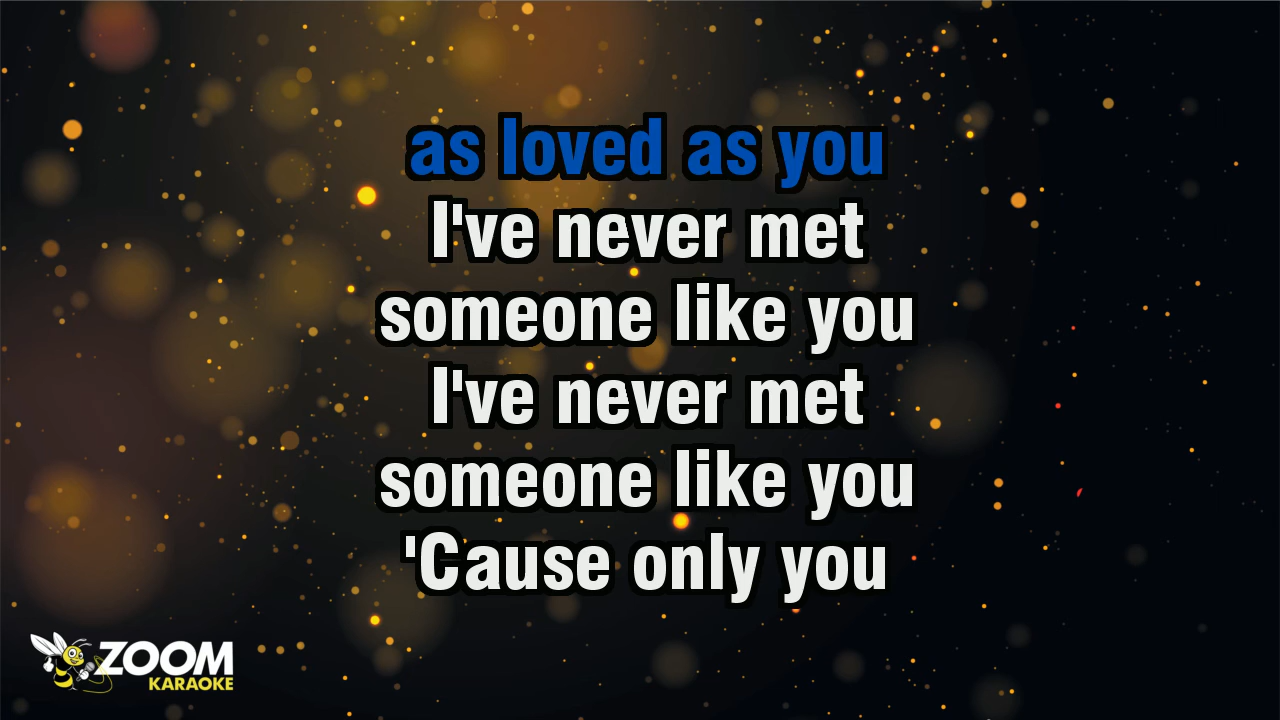 as loved as you
I've never met
someone like you
I've never met
someone like you
'Cause only you
ZOOM
KARAOKE